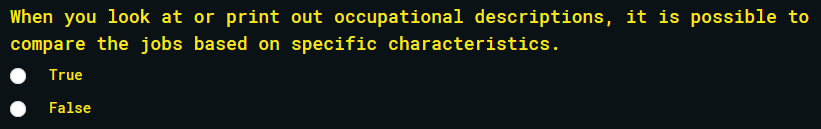 When you look at or print out occupational descriptions, it is possible to
compare the jobs based on specific characteristics.
True
False